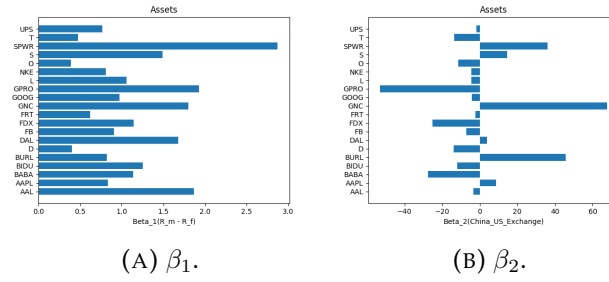 Assets
UPS
T
SPWR
S
O
NKE
L
GPRO
GOOG
GNC
FRT
FDX
FB
DAL
D
BURL
BIDU
BABA
AAPL
AAL
0.0 0.5 1.0 1.5 2.0 2.5 3.0
Beta_1(R_m - R_f)
(A) β₁.
Assets
UPS
T
SPWR
S
O
NKE
L
GPRO
GOOG
GNC
FRT
FDX
FB
DAL
D
BURL
BIDU
BABA
AAPL
AAL
−40 −20 0 20 40 60
Beta_2(China_US_Exchange)
(B) β₂.